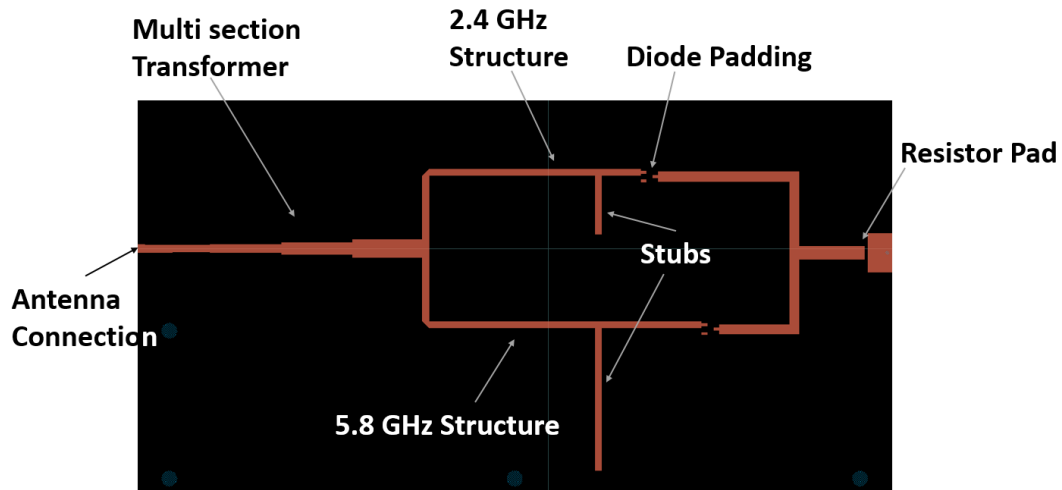 Multi section
Transformer
2.4 GHz
Structure
Diode Padding
Resistor Pad
Stubs
Antenna
Connection
5.8 GHz Structure